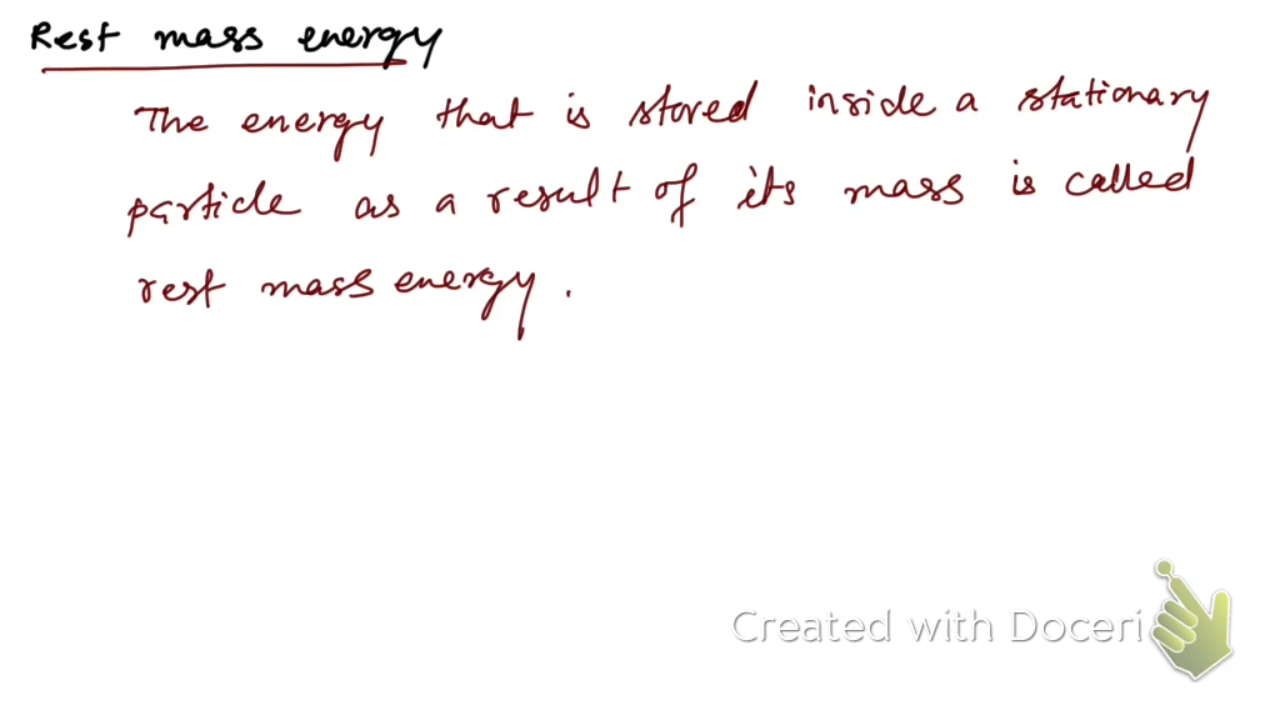 Rest mass energy
The energy that is stored inside a stationary
particle as a result of its mass is called
rest mass energy.
Created with Doceri